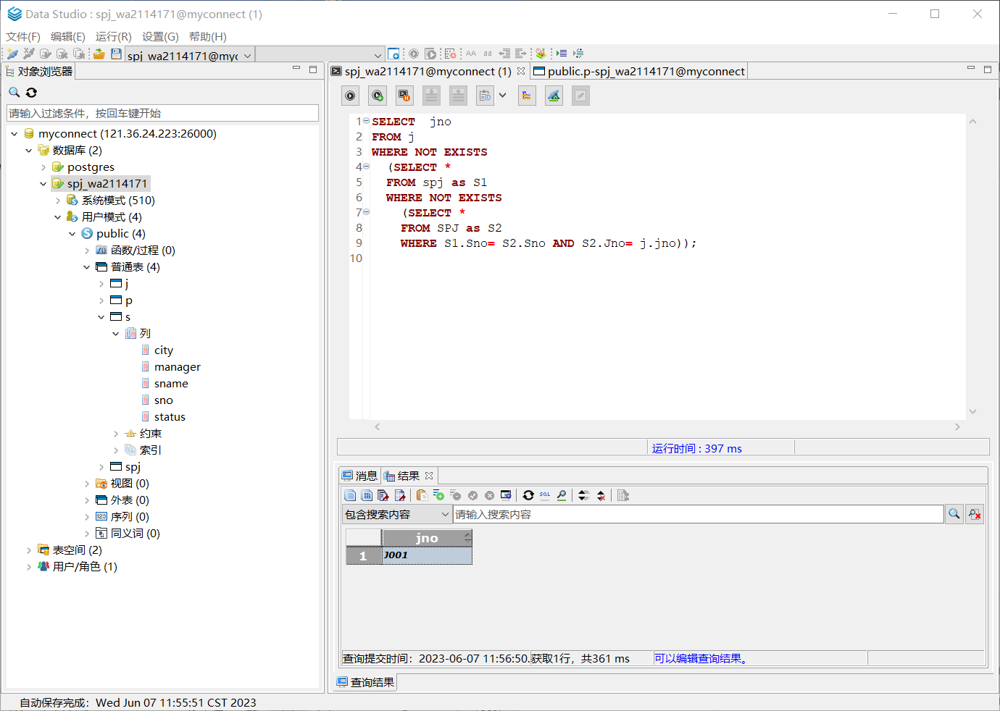 Data Studio : spj_wa2114171@myconnect (1)
文件(F) 编辑(E) 运行(R) 设置(G) 帮助(H)
spj_wa2114171@myc
AA aa
对象浏览器
请输入过滤条件，按回车键开始
myconnect (121.36.24.223:26000)
数据库 (2)
postgres
spj_wa2114171
系统模式 (510)
用户模式 (4)
public (4)
函数/过程 (0)
普通表 (4)
j
p
s
列
city
manager
sname
sno
status
约束
索引
spj
视图 (0)
外表 (0)
序列 (0)
同义词 (0)
表空间 (2)
用户/角色 (1)
spj_wa2114171@myconnect (1) public.p-spj_wa2114171@myconnect
1 SELECT  jno
2 FROM j
3 WHERE NOT EXISTS
4 (SELECT *
5 FROM spj as S1
6 WHERE NOT EXISTS
7 (SELECT *
8 FROM SPJ as S2
9 WHERE S1.Sno= S2.Sno AND S2.Jno= j.jno));
10
运行时间 : 397 ms
消息 结果
SQL
包含搜索内容 请输入搜索内容
jno
1 J001
查询提交时间：2023-06-07 11:56:50. 获取1行，共361 ms 可以编辑查询结果。
查询结果
自动保存完成：Wed Jun 07 11:55:51 CST 2023